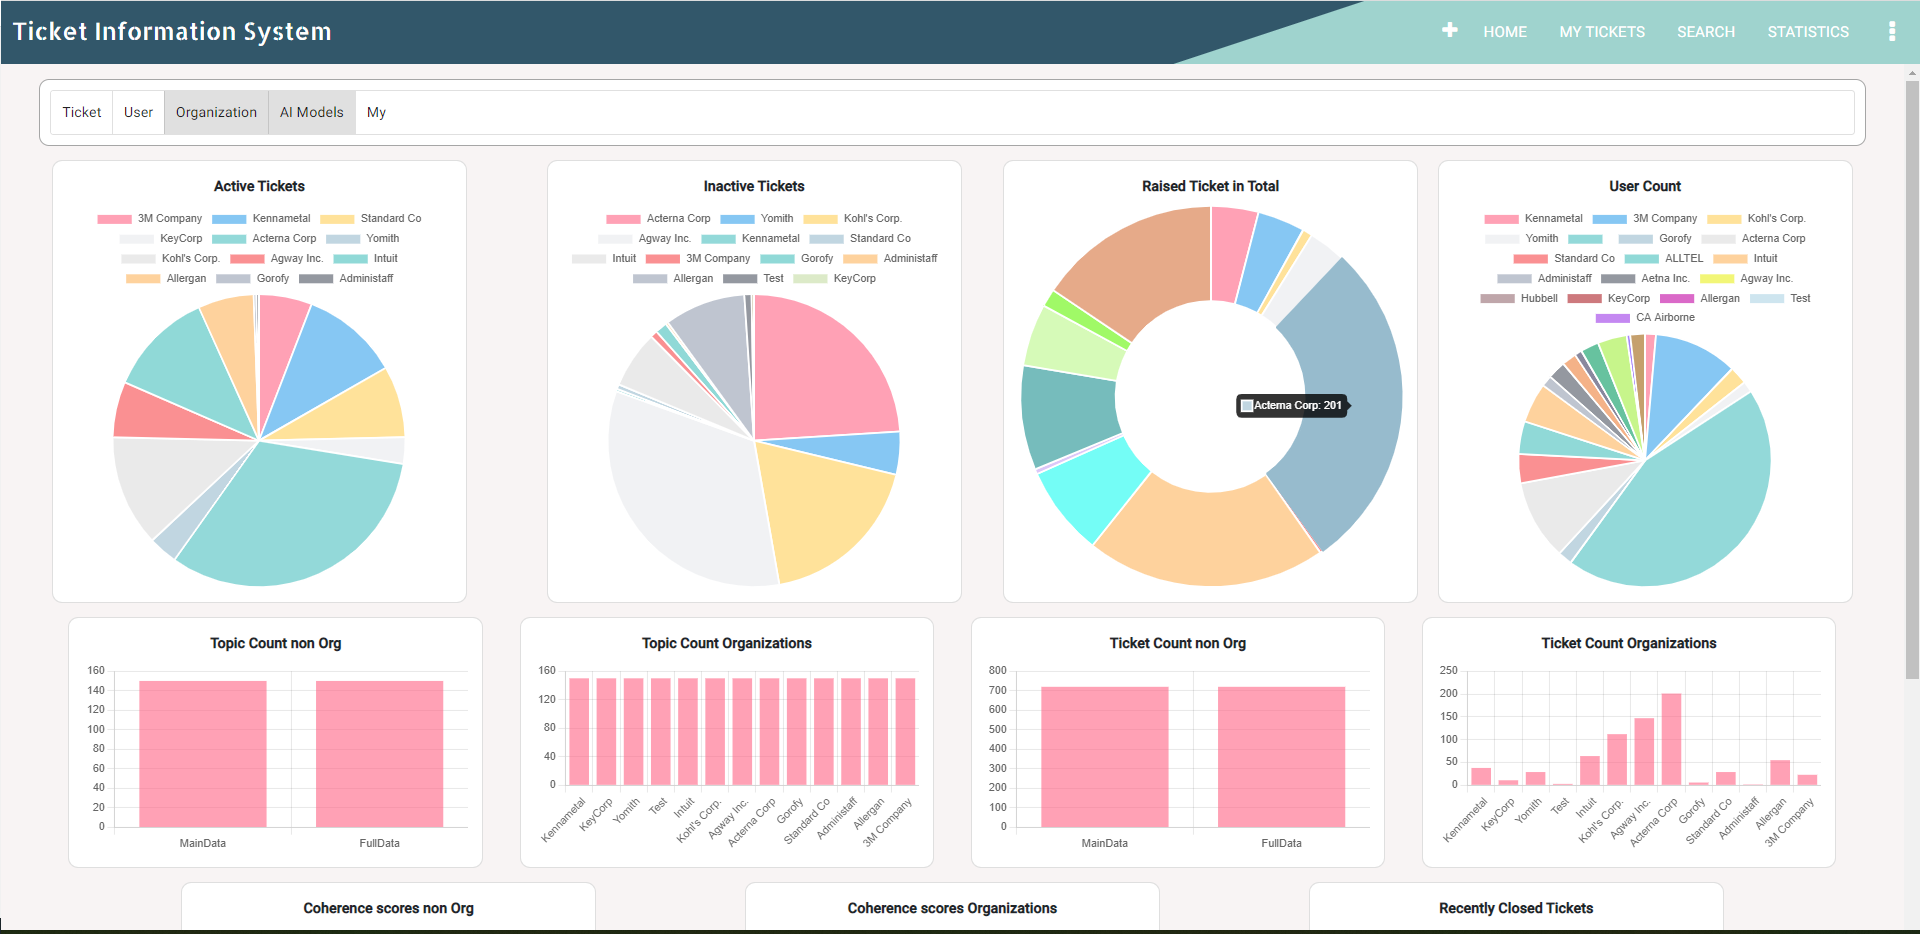 Ticket Information System
HOME MY TICKETS SEARCH STATISTICS
Ticket User Organization AI Models My
Active Tickets
3M Company Kennametal Standard Co
KeyCorp Acterna Corp Yomith
Kohl's Corp. Agway Inc. Intuit
Allergan Gorofy Administaff
Inactive Tickets
Acterna Corp Yomith Kohl's Corp.
Agway Inc. Kennametal Standard Co
Intuit 3M Company Gorofy Administaff
Allergan Test KeyCorp
Raised Ticket in Total
Acterna Corp: 201
User Count
Kennametal 3M Company Kohl's Corp.
Yomith Gorofy Acterna Corp
Standard Co ALLTEL Intuit
Administaff Aetna Inc. Agway Inc.
Hubbell KeyCorp Allergan Test
CA Airborne
Topic Count non Org
160
140
120
100
80
60
40
20
0
MainData FullData
Topic Count Organizations
160
120
80
40
0
Kennametal KeyCorp Yomith Test Intuit Kohl's Corp. Agway Inc. Acterna Corp Gorofy Standard Co Administaff Allergan 3M Company
Ticket Count non Org
800
700
600
500
400
300
200
100
0
MainData FullData
Ticket Count Organizations
250
200
150
100
50
0
Kennametal KeyCorp Yomith Test Intuit Kohl's Corp. Agway Inc. Acterna Corp Gorofy Standard Co Administaff Allergan 3M Company
Coherence scores non Org
Coherence scores Organizations
Recently Closed Tickets